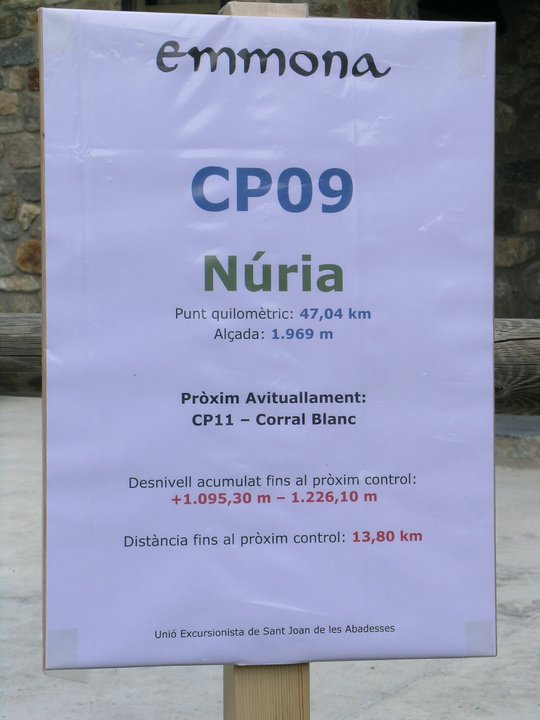 emmona
CP09
Núria
Punt quilomètric: 47,04 km
Alçada: 1.969 m
Pròxim Avituallament:
CP11 – Corral Blanc
Desnivell acumulat fins al pròxim control:
+1.095,30 m – 1.226,10 m
Distància fins al pròxim control: 13,80 km
Unió Excursionista de Sant Joan de les Abadesses